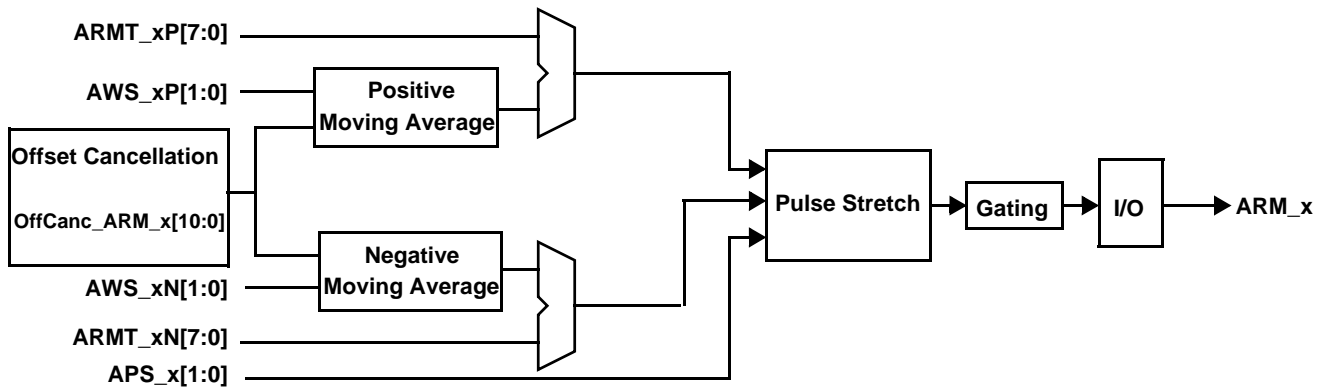 ARMT_xP[7:0]
AWS_xP[1:0]
Positive
Moving Average
Offset Cancellation
OffCanc_ARM_x[10:0]
Pulse Stretch
Gating
I/O
ARM_x
Negative
Moving Average
AWS_xN[1:0]
ARMT_xN[7:0]
APS_x[1:0]